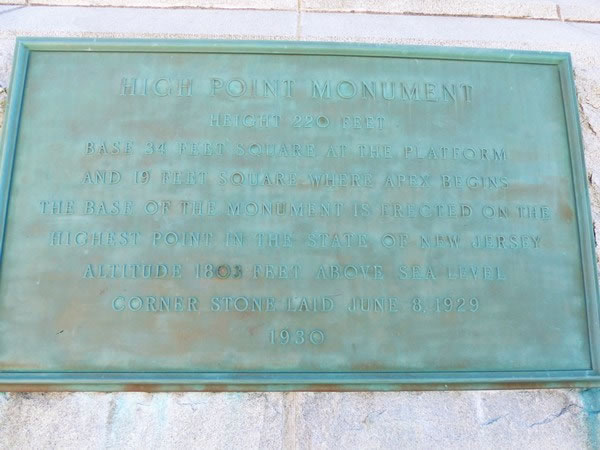 HIGH POINT MONUMENT
HEIGHT 220 FEET
BASE 34 FEET SQUARE AT THE PLATFORM
AND 19 FEET SQUARE WHERE APEX BEGINS
THE BASE OF THE MONUMENT IS ERECTED ON THE
HIGHEST POINT IN THE STATE OF NEW JERSEY
ALTITUDE 1803 FEET ABOVE SEA LEVEL
CORNER STONE LAID JUNE 8, 1929
1930